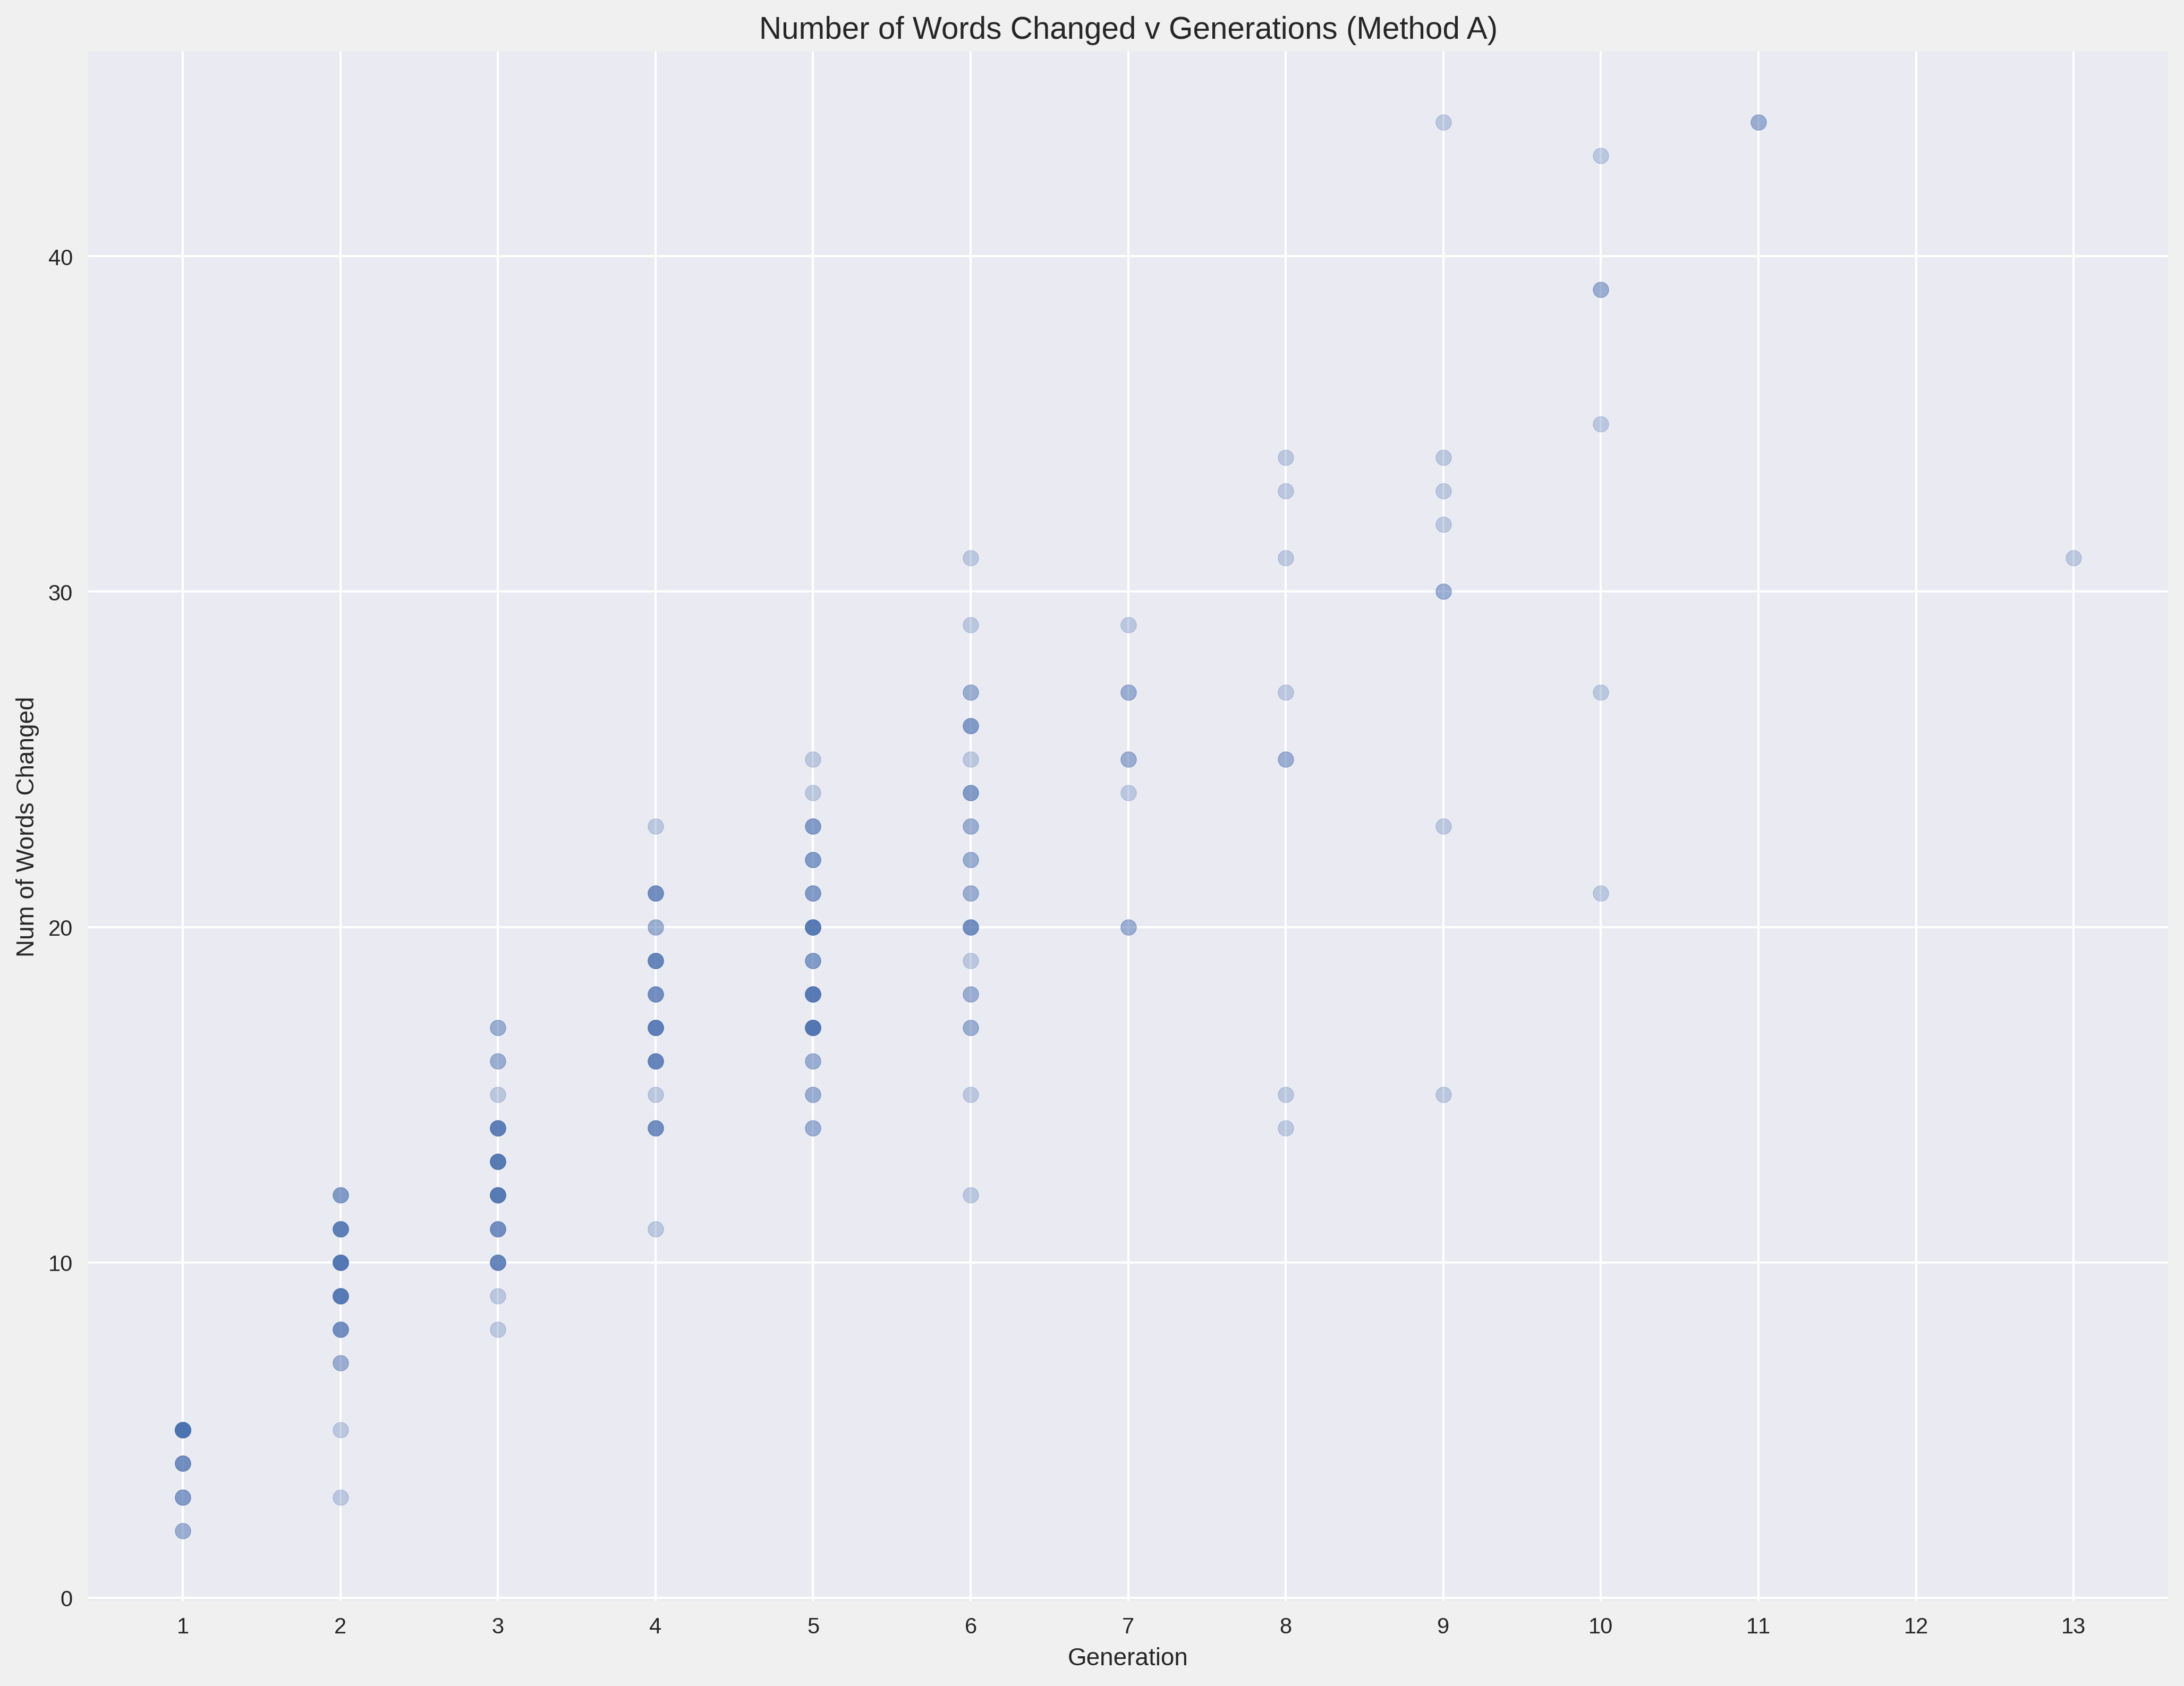 Number of Words Changed v Generations (Method A)
Num of Words Changed
40
30
20
10
0
1 2 3 4 5 6 7 8 9 10 11 12 13
Generation